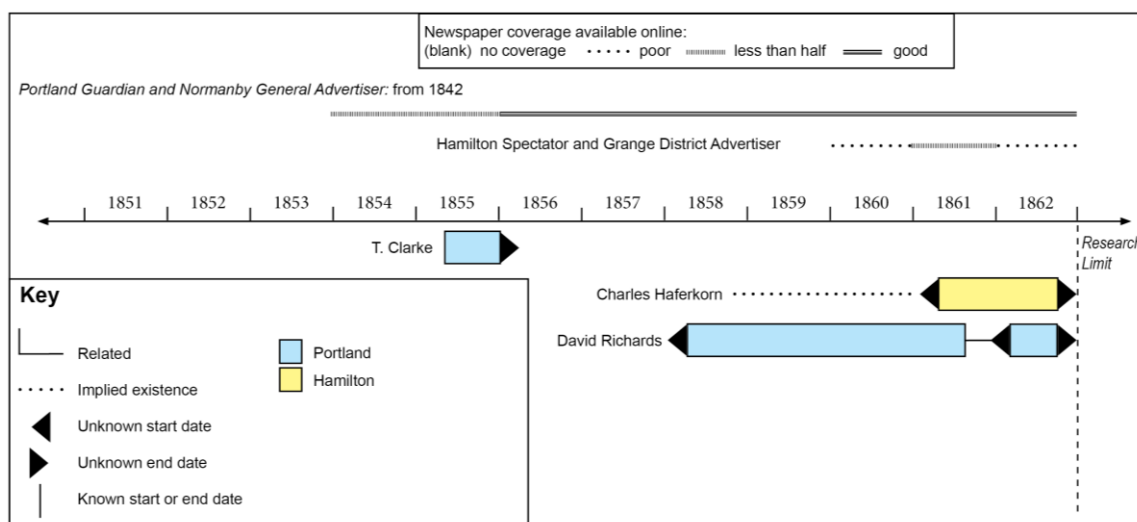 Newspaper coverage available online:
(blank) no coverage poor less than half good
Portland Guardian and Normanby General Advertiser: from 1842
Hamilton Spectator and Grange District Advertiser
1851 1852 1853 1854 1855 1856 1857 1858 1859 1860 1861 1862
T. Clarke
Research
Limit
Charles Haferkorn
David Richards
Key
Related
Implied existence
Unknown start date
Unknown end date
Known start or end date
Portland
Hamilton